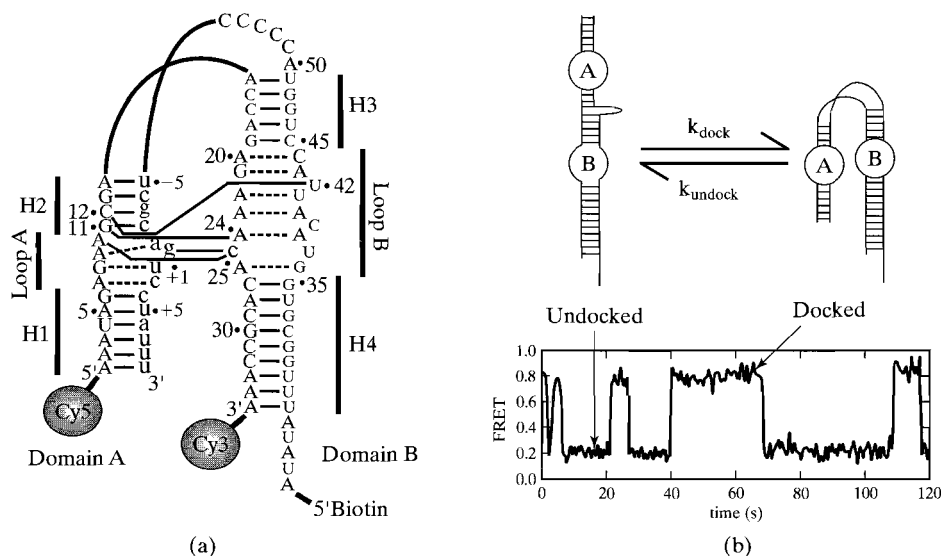 (a)
C C C C C A U G G U C C A U U A C A U G G U G C G G U U U A U A U A
5'Biotin
A C C A G A G A A A C A C A C G C C A A A
3'
50
45
42
35
20
24
25
30
H3
Loop B
H4
A G C G A A G A G A U A A A
5'
u c g c a g u c c u a u u u
3'
−5
+1
+5
12
11
5
H2
Loop A
H1
Cy5
Cy3
Domain A
Domain B
(a)
A
B
k dock
k undock
A
B
Undocked
Docked
FRET
1.0
0.8
0.6
0.4
0.2
0.0
0 20 40 60 80 100 120
time (s)
(b)